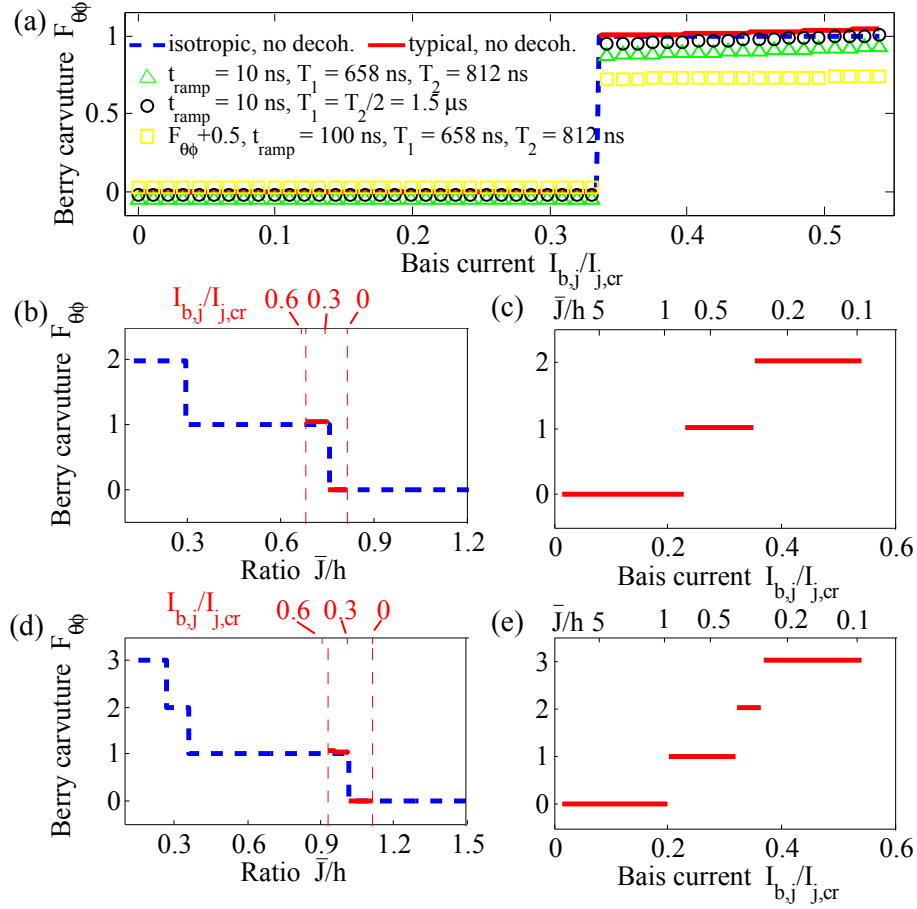 (a)
Berry carvuture F_θϕ
1
0.5
0
isotropic, no decoh. typical, no decoh.
t_ramp = 10 ns, T_1 = 658 ns, T_2 = 812 ns
t_ramp = 10 ns, T_1 = T_2/2 = 1.5 μs
F_θϕ+0.5, t_ramp = 100 ns, T_1 = 658 ns, T_2 = 812 ns
0 0.1 0.2 0.3 0.4 0.5
Bais current I_b,j/I_j,cr
(b)
I_b,j/I_j,cr 0.6 0.3 0
Berry carvuture F_θϕ
2
1
0
0.3 0.6 0.9 1.2
Ratio J̄/h
(c)
J̄/h 5 1 0.5 0.2 0.1
2
1
0
0 0.2 0.4 0.6
Bais current I_b,j/I_j,cr
(d)
I_b,j/I_j,cr 0.6 0.3 0
Berry carvuture F_θϕ
3
2
1
0
0.3 0.6 0.9 1.2 1.5
Ratio J̄/h
(e)
J̄/h 5 1 0.5 0.2 0.1
3
2
1
0
0 0.2 0.4 0.6
Bais current I_b,j/I_j,cr